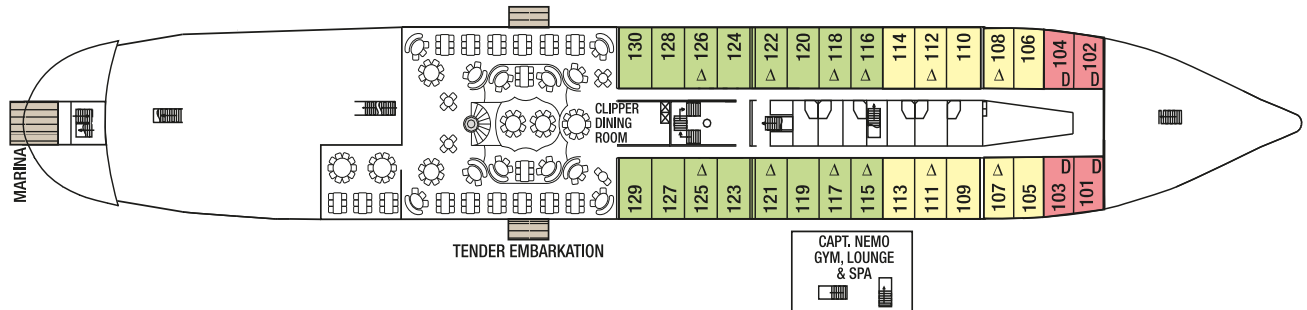 130 128 126 124 122 120 118 116 114 112 110 108 106 104 102
Δ Δ Δ Δ Δ Δ D D
CLIPPER
DINING
ROOM
MARINA
D D
Δ Δ Δ Δ Δ Δ
129 127 125 123 121 119 117 115 113 111 109 107 105 103 101
TENDER EMBARKATION
CAPT. NEMO
GYM, LOUNGE
& SPA